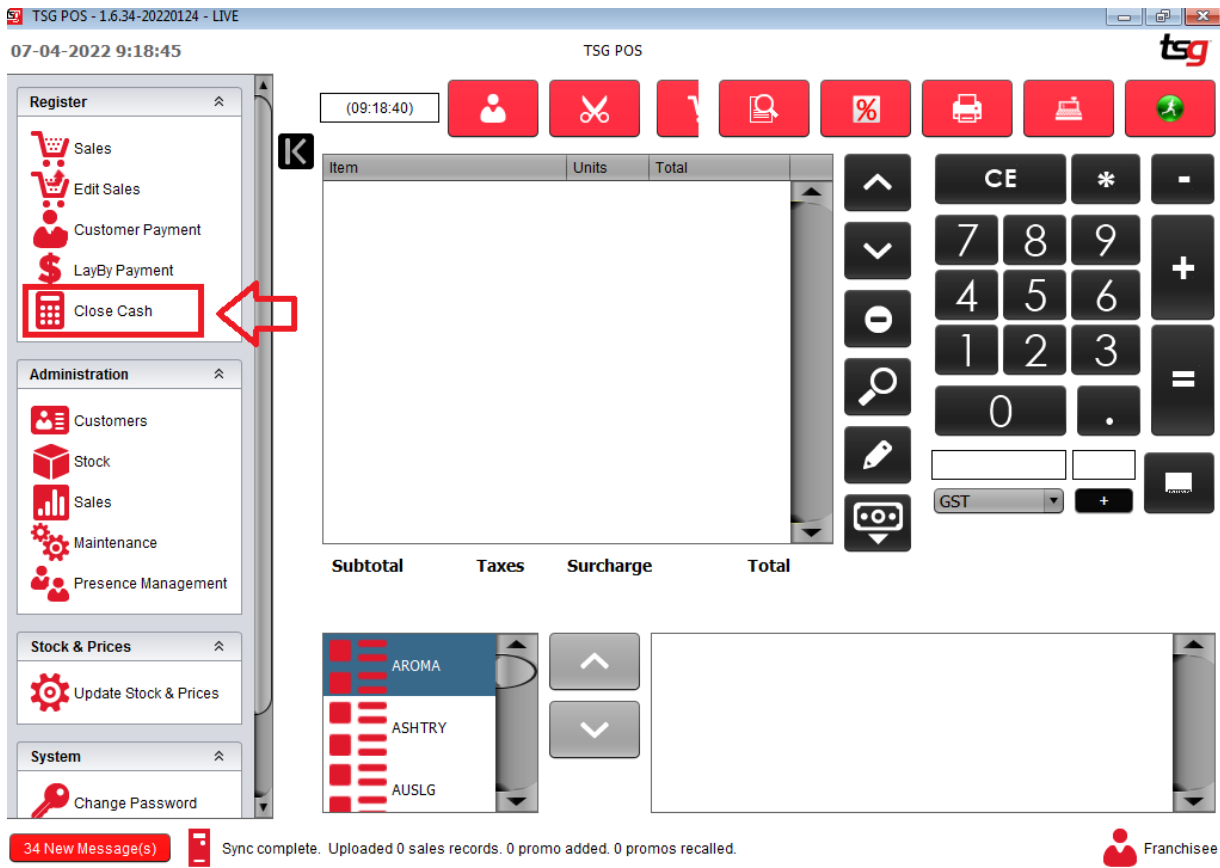 TSG POS - 1.6.34-20220124 - LIVE
07-04-2022 9:18:45
TSG POS
tsg
Register
Sales
Edit Sales
Customer Payment
LayBy Payment
Close Cash
Administration
Customers
Stock
Sales
Maintenance
Presence Management
Stock & Prices
Update Stock & Prices
System
Change Password
(09:18:40)
%
Item Units Total
CE * -
7 8 9 +
4 5 6
1 2 3 =
0 .
GST +
Subtotal Taxes Surcharge Total
AROMA
ASHTRY
AUSLG
34 New Message(s) Sync complete. Uploaded 0 sales records. 0 promo added. 0 promos recalled. Franchisee